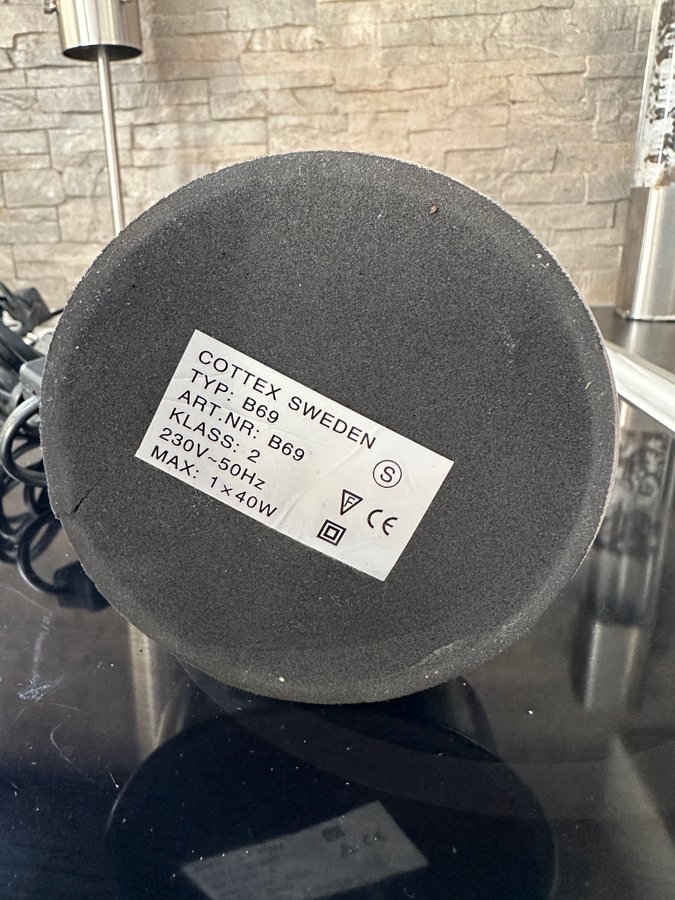 COTTEX SWEDEN
TYP: B69
ART.NR: B69
KLASS: 2
230V~50Hz
MAX: 1×40W
S
F CE